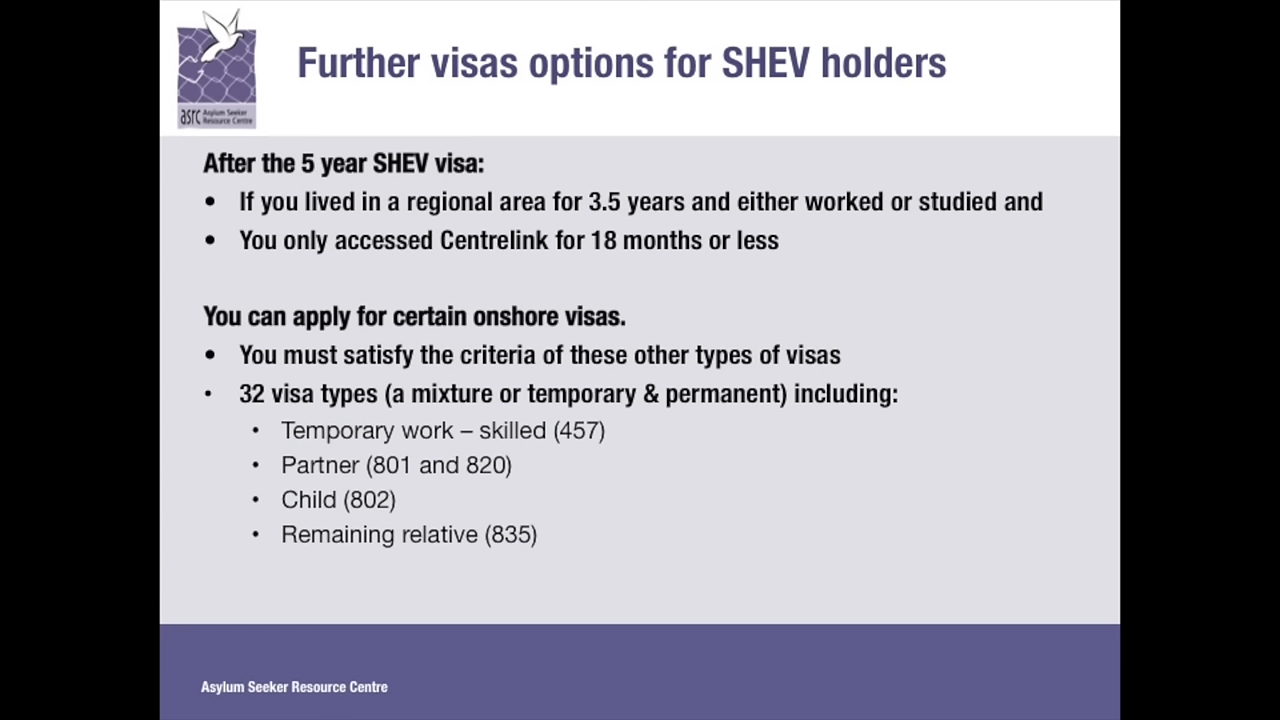 Further visas options for SHEV holders
asrc Asylum Seeker
Resource Centre
After the 5 year SHEV visa:
• If you lived in a regional area for 3.5 years and either worked or studied and
• You only accessed Centrelink for 18 months or less
You can apply for certain onshore visas.
• You must satisfy the criteria of these other types of visas
• 32 visa types (a mixture or temporary & permanent) including:
• Temporary work – skilled (457)
• Partner (801 and 820)
• Child (802)
• Remaining relative (835)
Asylum Seeker Resource Centre